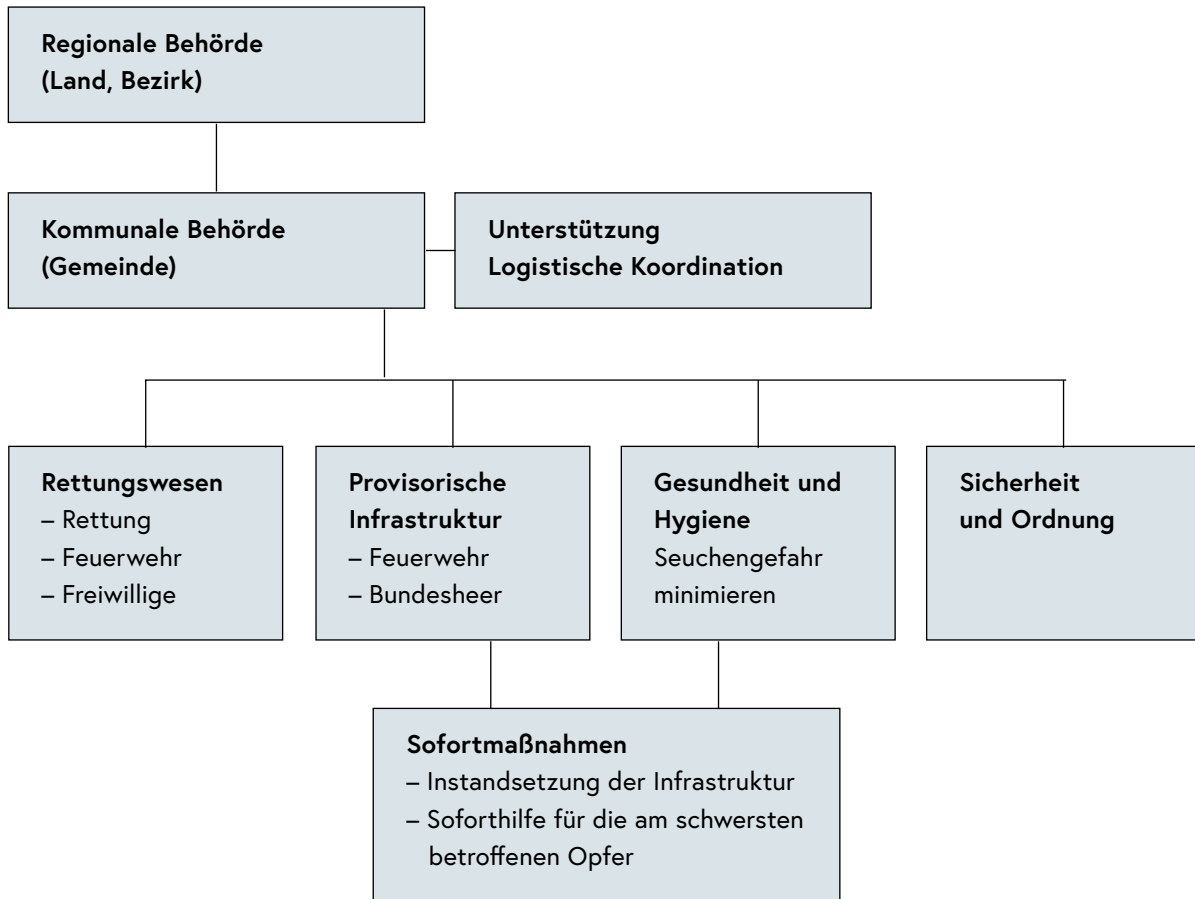 Regionale Behörde
(Land, Bezirk)
Kommunale Behörde
(Gemeinde)
Unterstützung
Logistische Koordination
Rettungswesen
– Rettung
– Feuerwehr
– Freiwillige
Provisorische
Infrastruktur
– Feuerwehr
– Bundesheer
Gesundheit und
Hygiene
Seuchengefahr
minimieren
Sicherheit
und Ordnung
Sofortmaßnahmen
– Instandsetzung der Infrastruktur
– Soforthilfe für die am schwersten
betroffenen Opfer